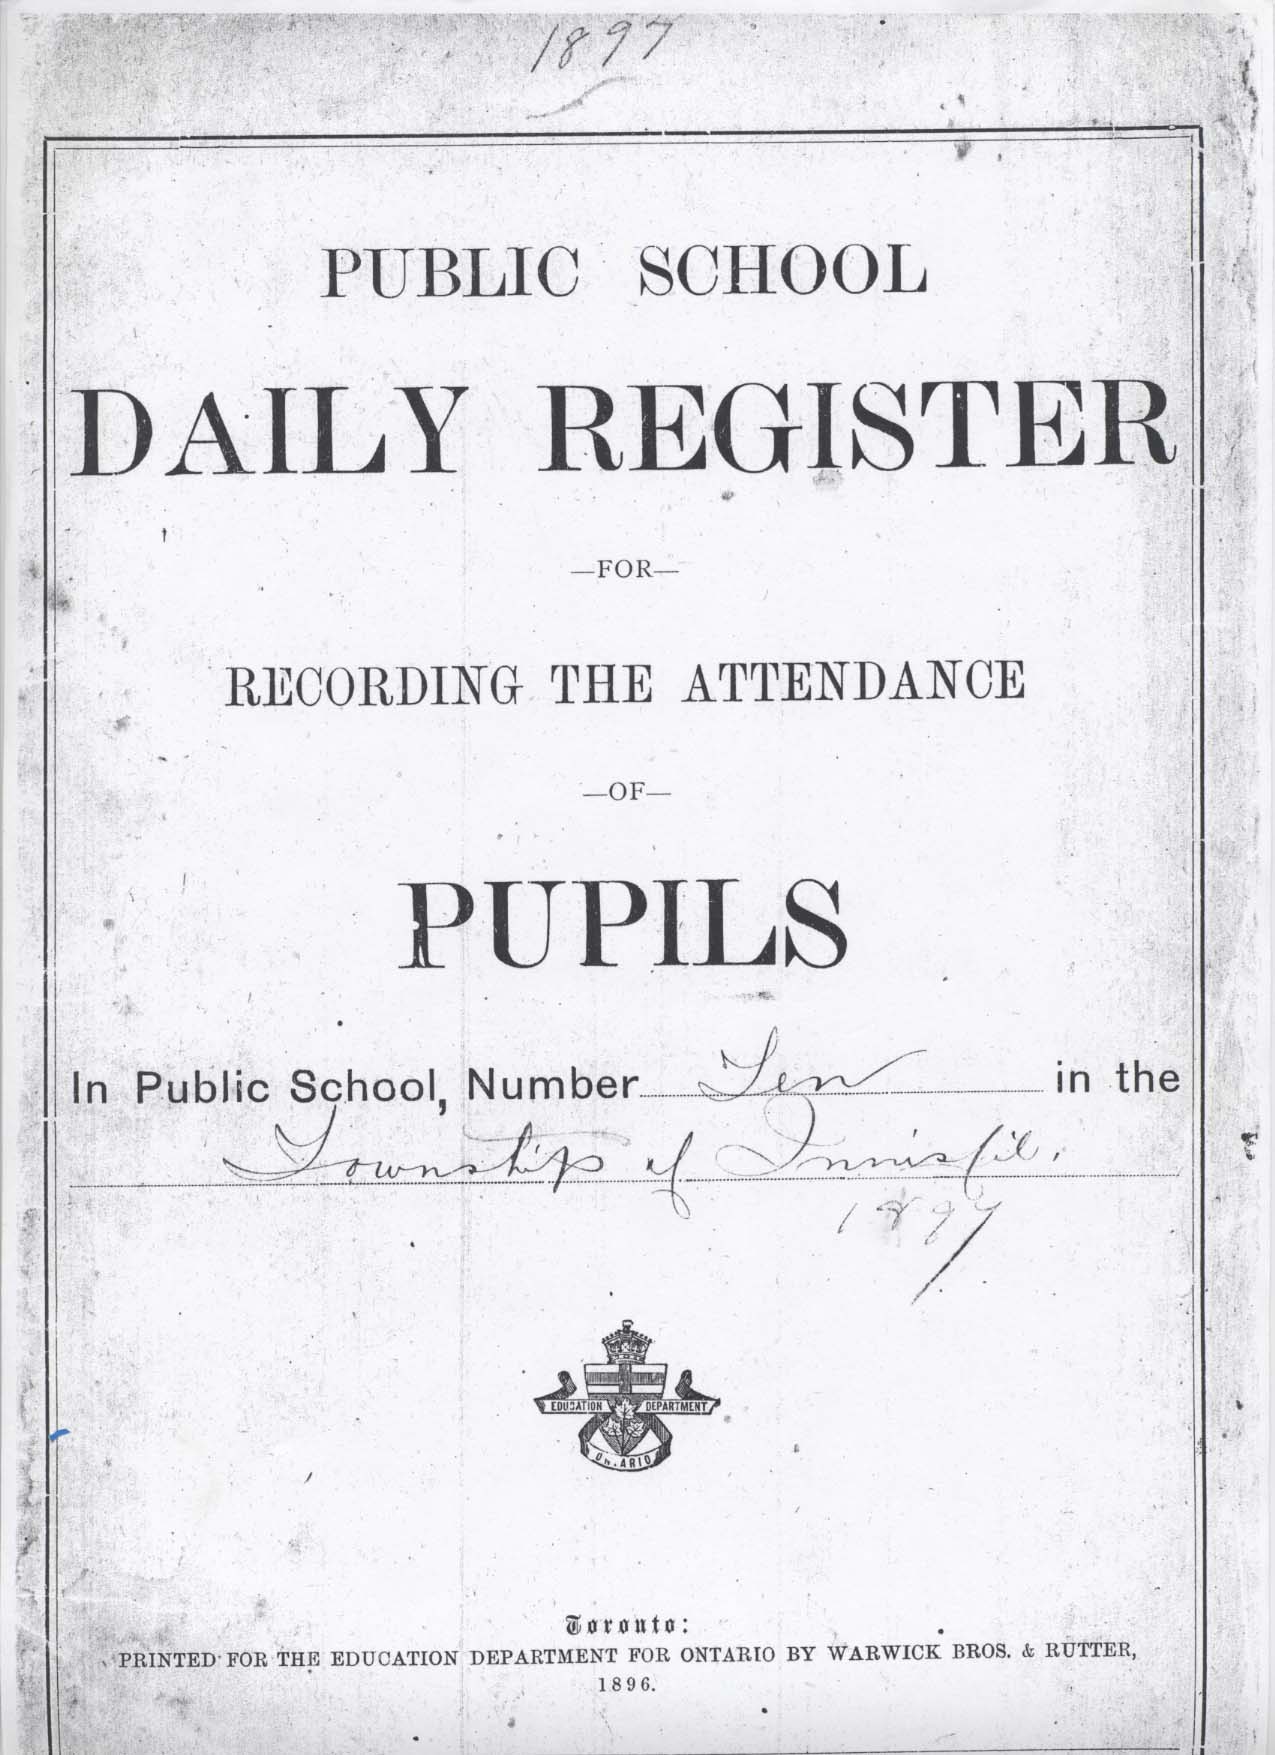 1897
PUBLIC SCHOOL
DAILY REGISTER
—FOR—
RECORDING THE ATTENDANCE
—OF—
PUPILS
In Public School, Number Ten in the
Township of Innisfil.
1897
EDUCATION DEPARTMENT
ONTARIO
Toronto:
PRINTED FOR THE EDUCATION DEPARTMENT FOR ONTARIO BY WARWICK BROS. & RUTTER,
1896.